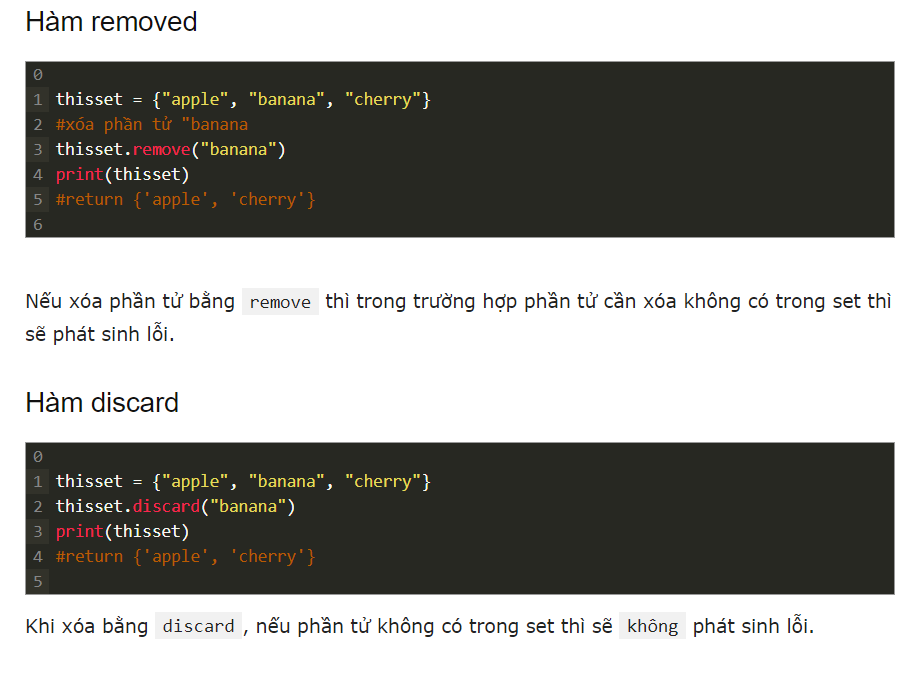 Hàm removed
0
1 thisset = {"apple", "banana", "cherry"}
2 #xóa phần tử "banana
3 thisset.remove("banana")
4 print(thisset)
5 #return {'apple', 'cherry'}
6
Nếu xóa phần tử bằng remove thì trong trường hợp phần tử cần xóa không có trong set thì
sẽ phát sinh lỗi.
Hàm discard
0
1 thisset = {"apple", "banana", "cherry"}
2 thisset.discard("banana")
3 print(thisset)
4 #return {'apple', 'cherry'}
5
Khi xóa bằng discard, nếu phần tử không có trong set thì sẽ không phát sinh lỗi.